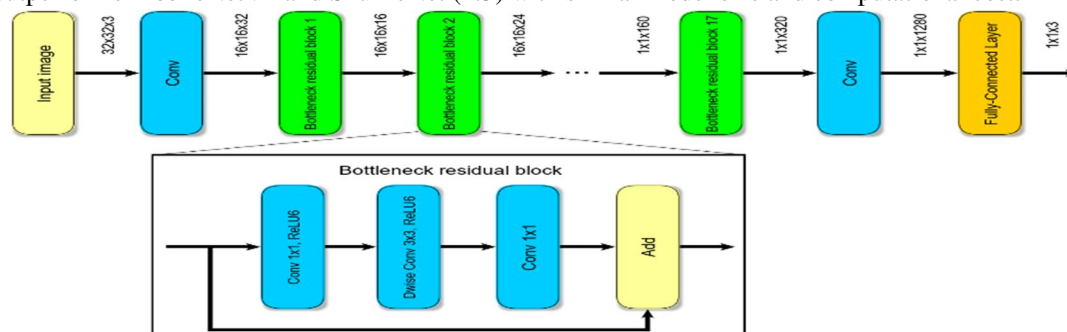 Input image
32x32x3
Conv
16x16x32
Bottleneck residual block 1
16x16x16
Bottleneck residual block 2
16x16x24
...
1x1x160
Bottleneck residual block 17
1x1x320
Conv
1x1x1280
Fully-Connected Layer
1x1x3
Bottleneck residual block
Conv 1x1, ReLU6
Dwise Conv 3x3, ReLU6
Conv 1x1
Add